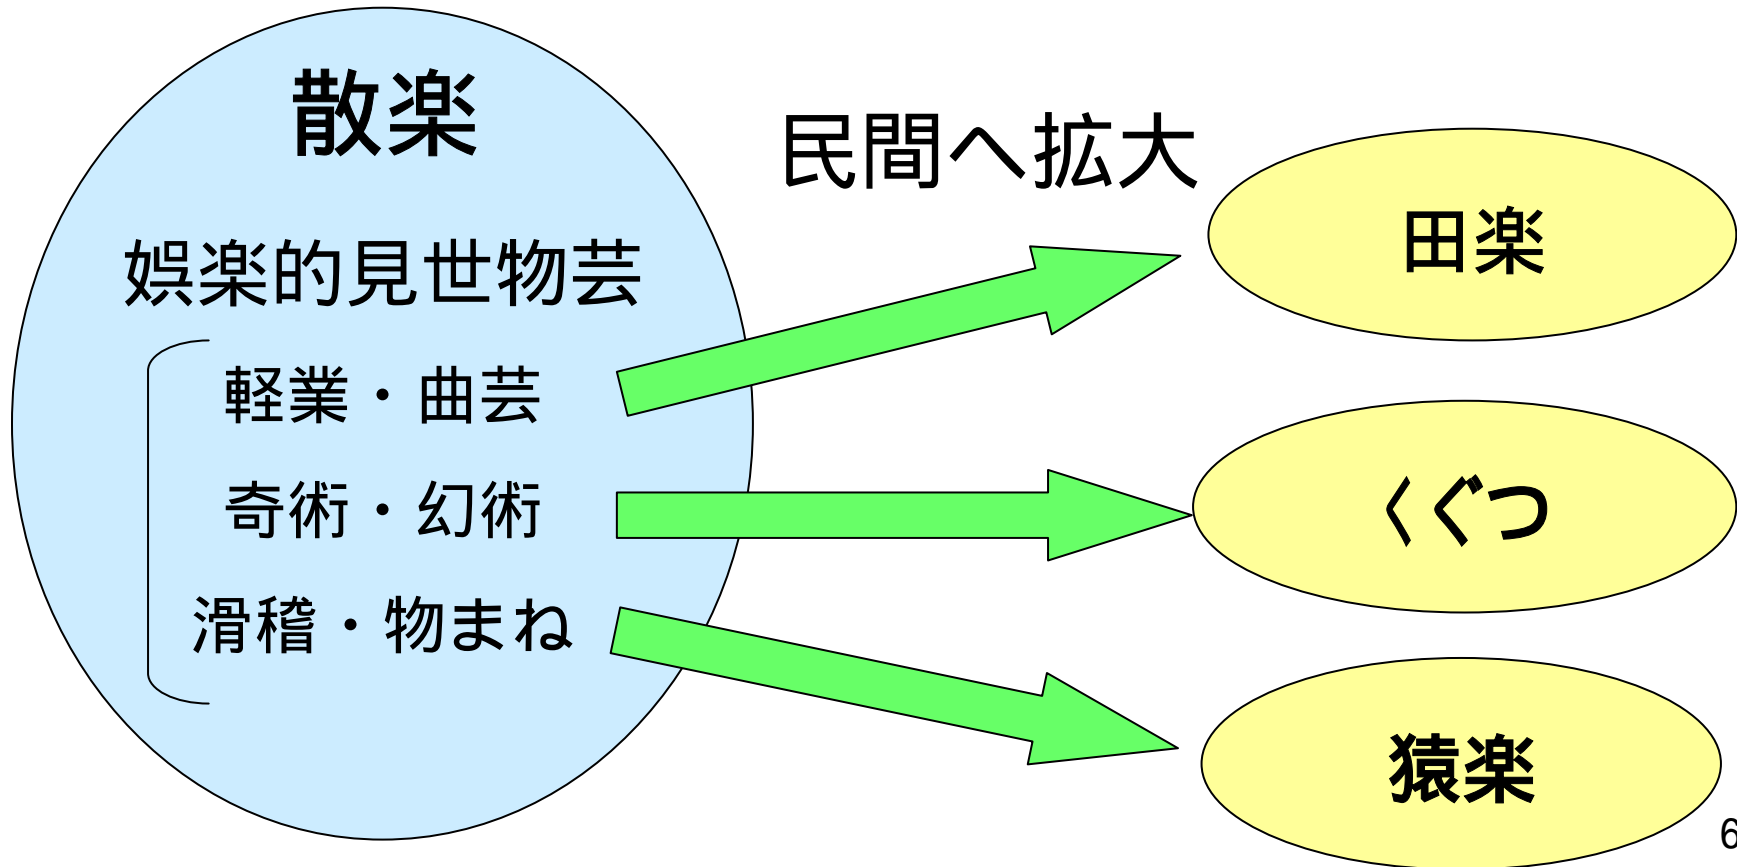 散楽
娯楽的見世物芸
軽業・曲芸
奇術・幻術
滑稽・物まね
民間へ拡大
田楽
くぐつ
猿楽
6